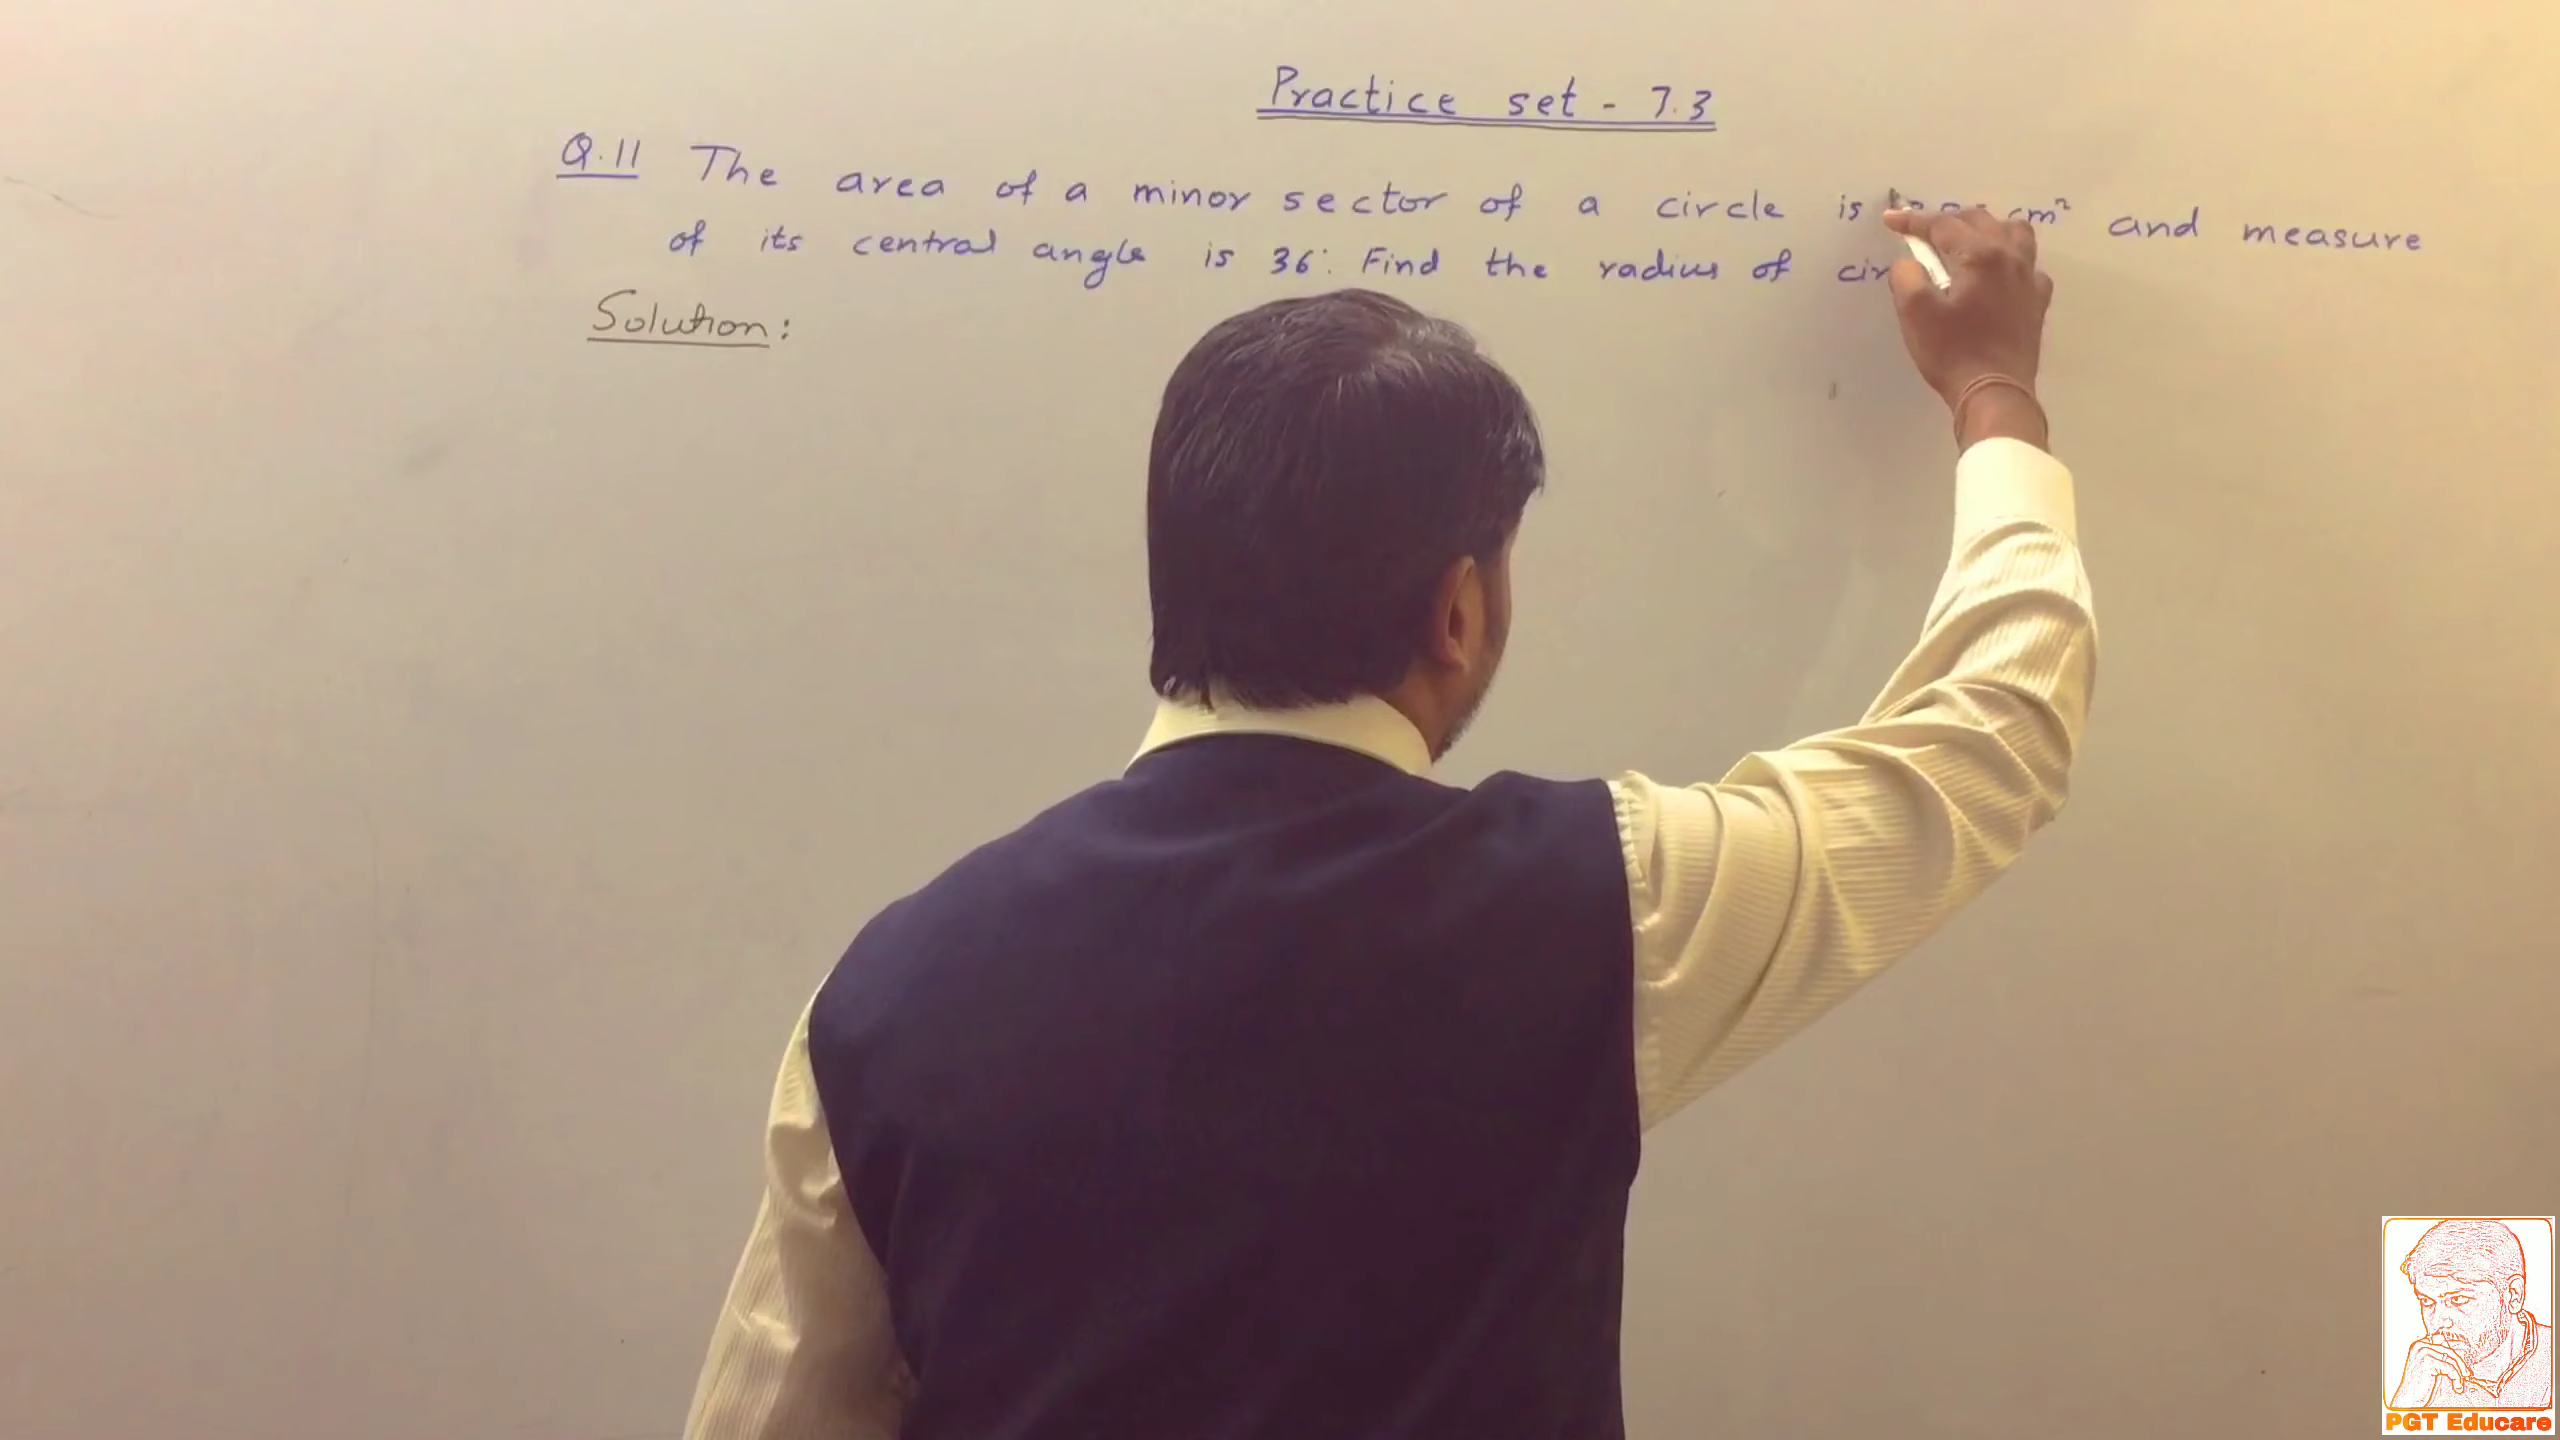 Practice set - 7.3
Q.11 The area of a minor sector of a circle is cm² and measure
of its central angle is 36°. Find the radius of
Solution:
PGT Educare